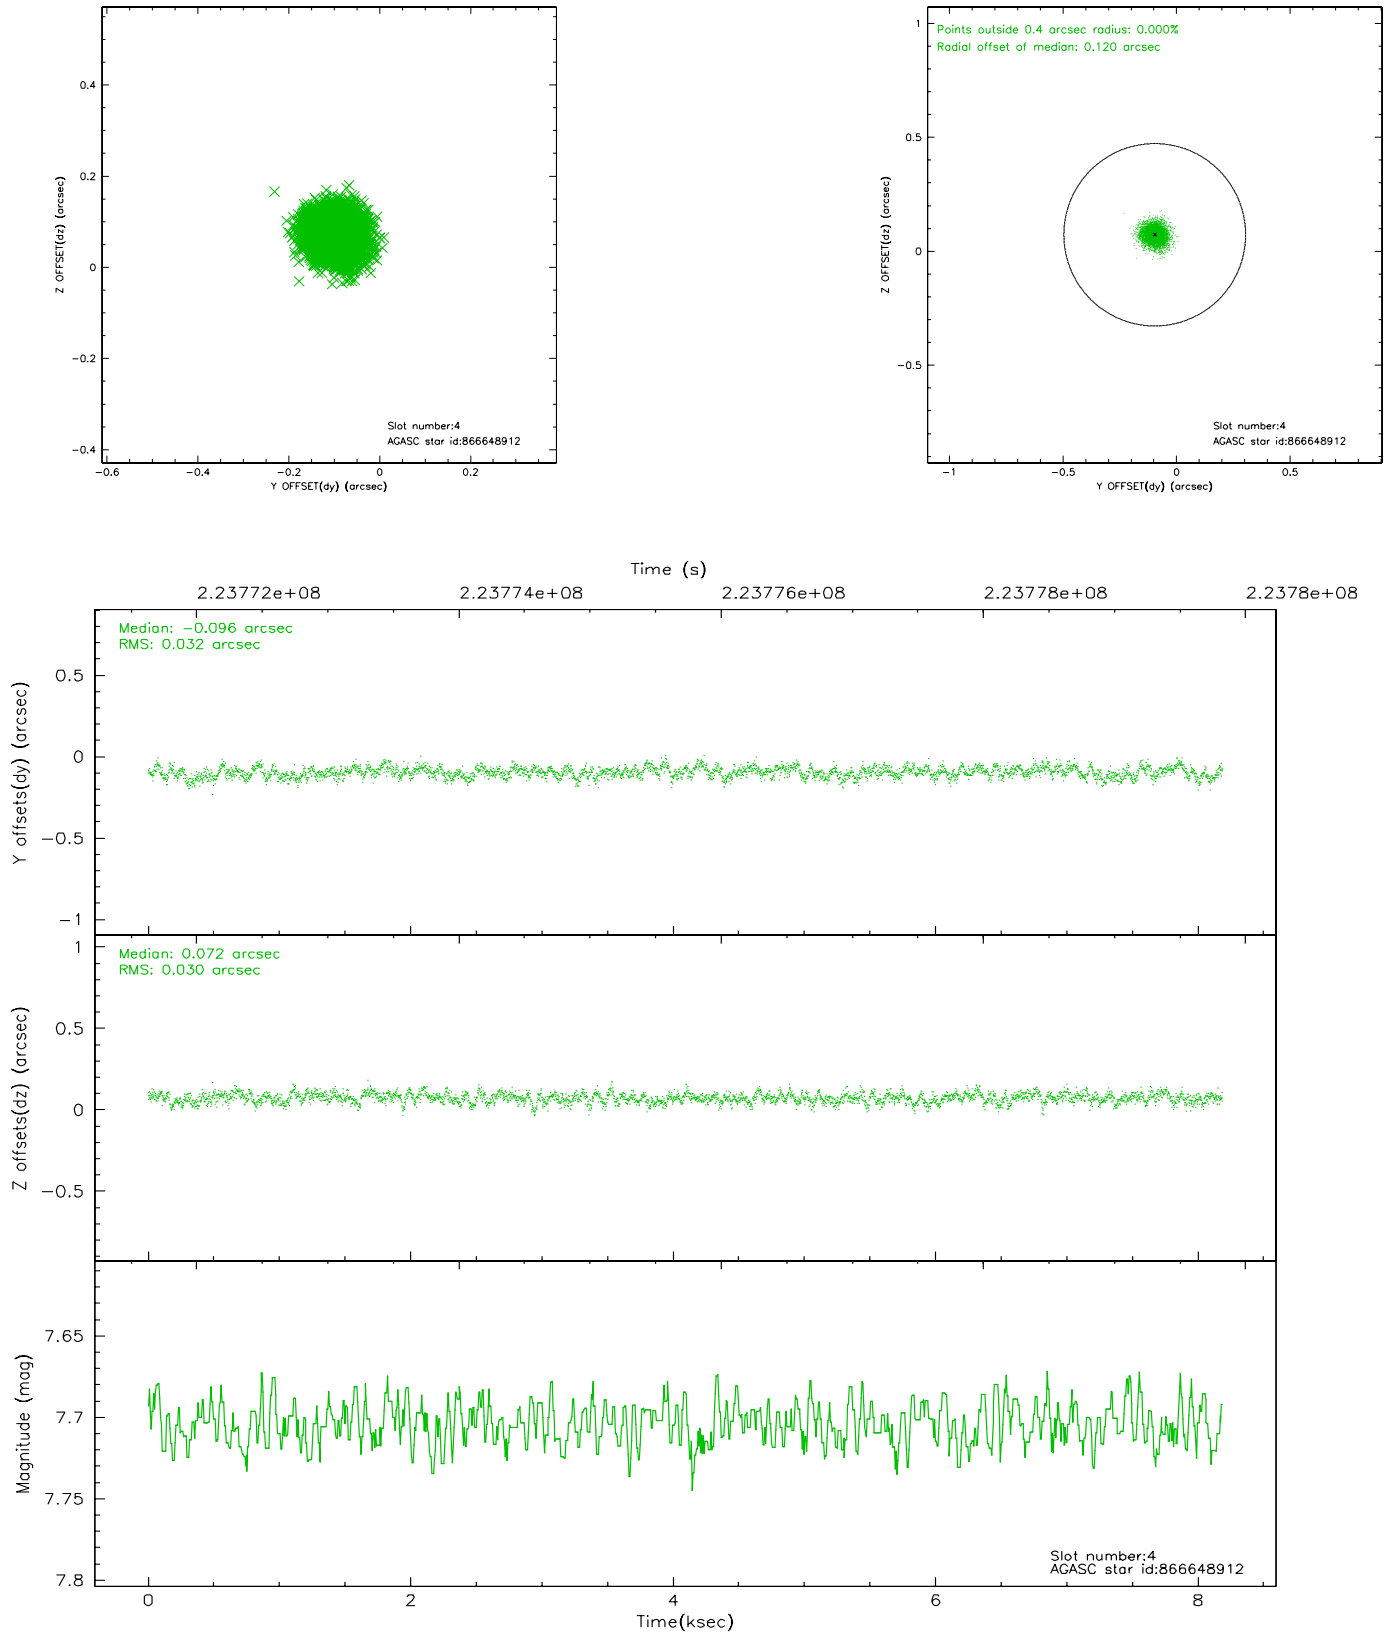 0.4
0.2
0
−0.2
−0.4
Z OFFSET(dz) (arcsec)
Slot number:4
AGASC star id:866648912
−0.6
−0.4
−0.2
0
0.2
Y OFFSET(dy) (arcsec)
Points outside 0.4 arcsec radius: 0.000%
Radial offset of median: 0.120 arcsec
1
0.5
0
−0.5
Z OFFSET(dz) (arcsec)
Slot number:4
AGASC star id:866648912
−1
−0.5
0
0.5
Y OFFSET(dy) (arcsec)
Time (s)
2.23772e+08
2.23774e+08
2.23776e+08
2.23778e+08
2.2378e+08
Median: −0.096 arcsec
RMS: 0.032 arcsec
0.5
0
−0.5
−1
Y offsets(dy) (arcsec)
Median: 0.072 arcsec
RMS: 0.030 arcsec
1
0.5
0
−0.5
Z offsets(dz) (arcsec)
7.65
7.7
7.75
7.8
Magnitude (mag)
Slot number:4
AGASC star id:866648912
0
2
4
6
8
Time(ksec)